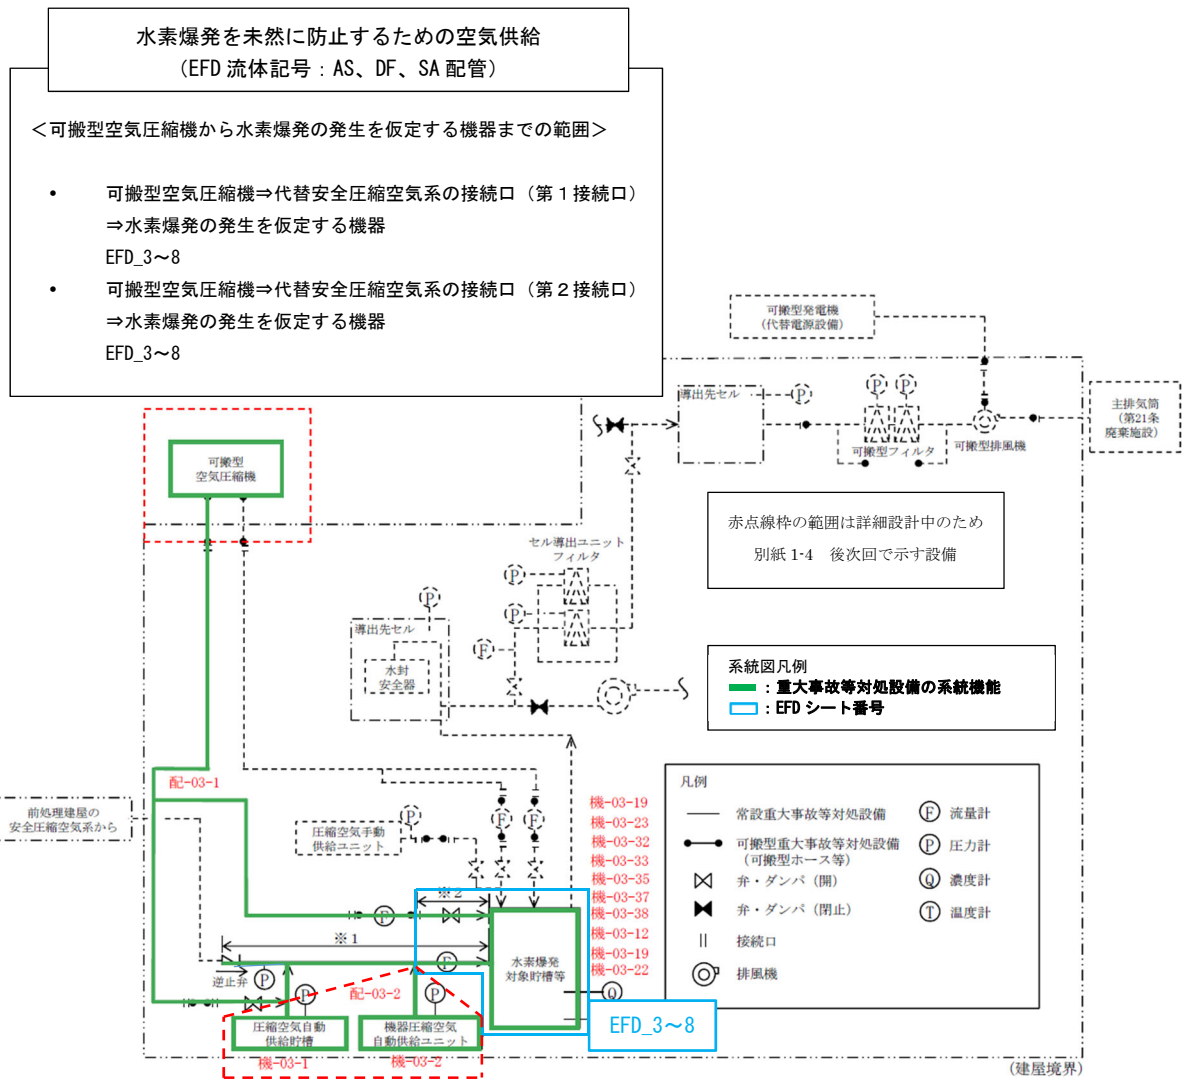 水素爆発を未然に防止するための空気供給
（EFD 流体記号：AS、DF、SA 配管）
＜可搬型空気圧縮機から水素爆発の発生を仮定する機器までの範囲＞
• 可搬型空気圧縮機⇒代替安全圧縮空気系の接続口（第１接続口）
⇒水素爆発の発生を仮定する機器
EFD_3～8
• 可搬型空気圧縮機⇒代替安全圧縮空気系の接続口（第２接続口）
⇒水素爆発の発生を仮定する機器
EFD_3～8
可搬型発電機
(代替電源設備)
導出先セル
P
P
P
主排気筒
(第21条
廃棄施設)
可搬型フィルタ
可搬型排風機
可搬型
空気圧縮機
赤点線枠の範囲は詳細設計中のため
別紙 1-4　後次回で示す設備
セル導出ユニット
フィルタ
P
P
P
F
導出先セル
水封
安全器
系統図凡例
：重大事故等対処設備の系統機能
：EFD シート番号
配-03-1
前処理建屋の
安全圧縮空気系から
圧縮空気手動
供給ユニット
P
F
F
機-03-19
機-03-23
機-03-32
機-03-33
機-03-35
機-03-37
機-03-38
機-03-12
機-03-19
機-03-22
凡例
常設重大事故等対処設備
可搬型重大事故等対処設備
(可搬型ホース等)
弁・ダンパ（開）
弁・ダンパ（閉止）
接続口
排風機
F 流量計
P 圧力計
Q 濃度計
T 温度計
※２
F
※１
F
水素爆発
対象貯槽等
逆止弁
P
P
配-03-2
P
Q
圧縮空気自動
供給貯槽
機器圧縮空気
自動供給ユニット
機-03-1
機-03-2
EFD_3～8
(建屋境界)